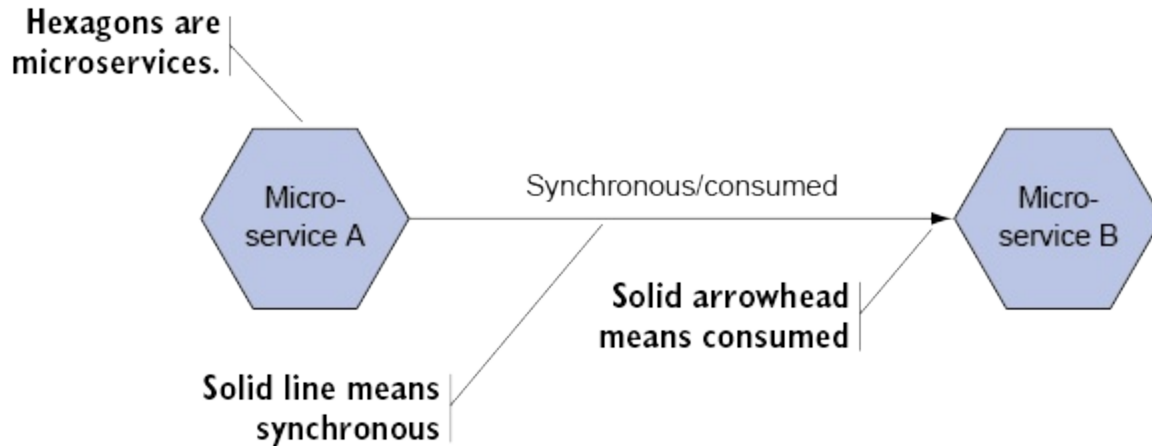 Hexagons are
microservices.
Micro-
service A
Synchronous/consumed
Micro-
service B
Solid arrowhead
means consumed
Solid line means
synchronous